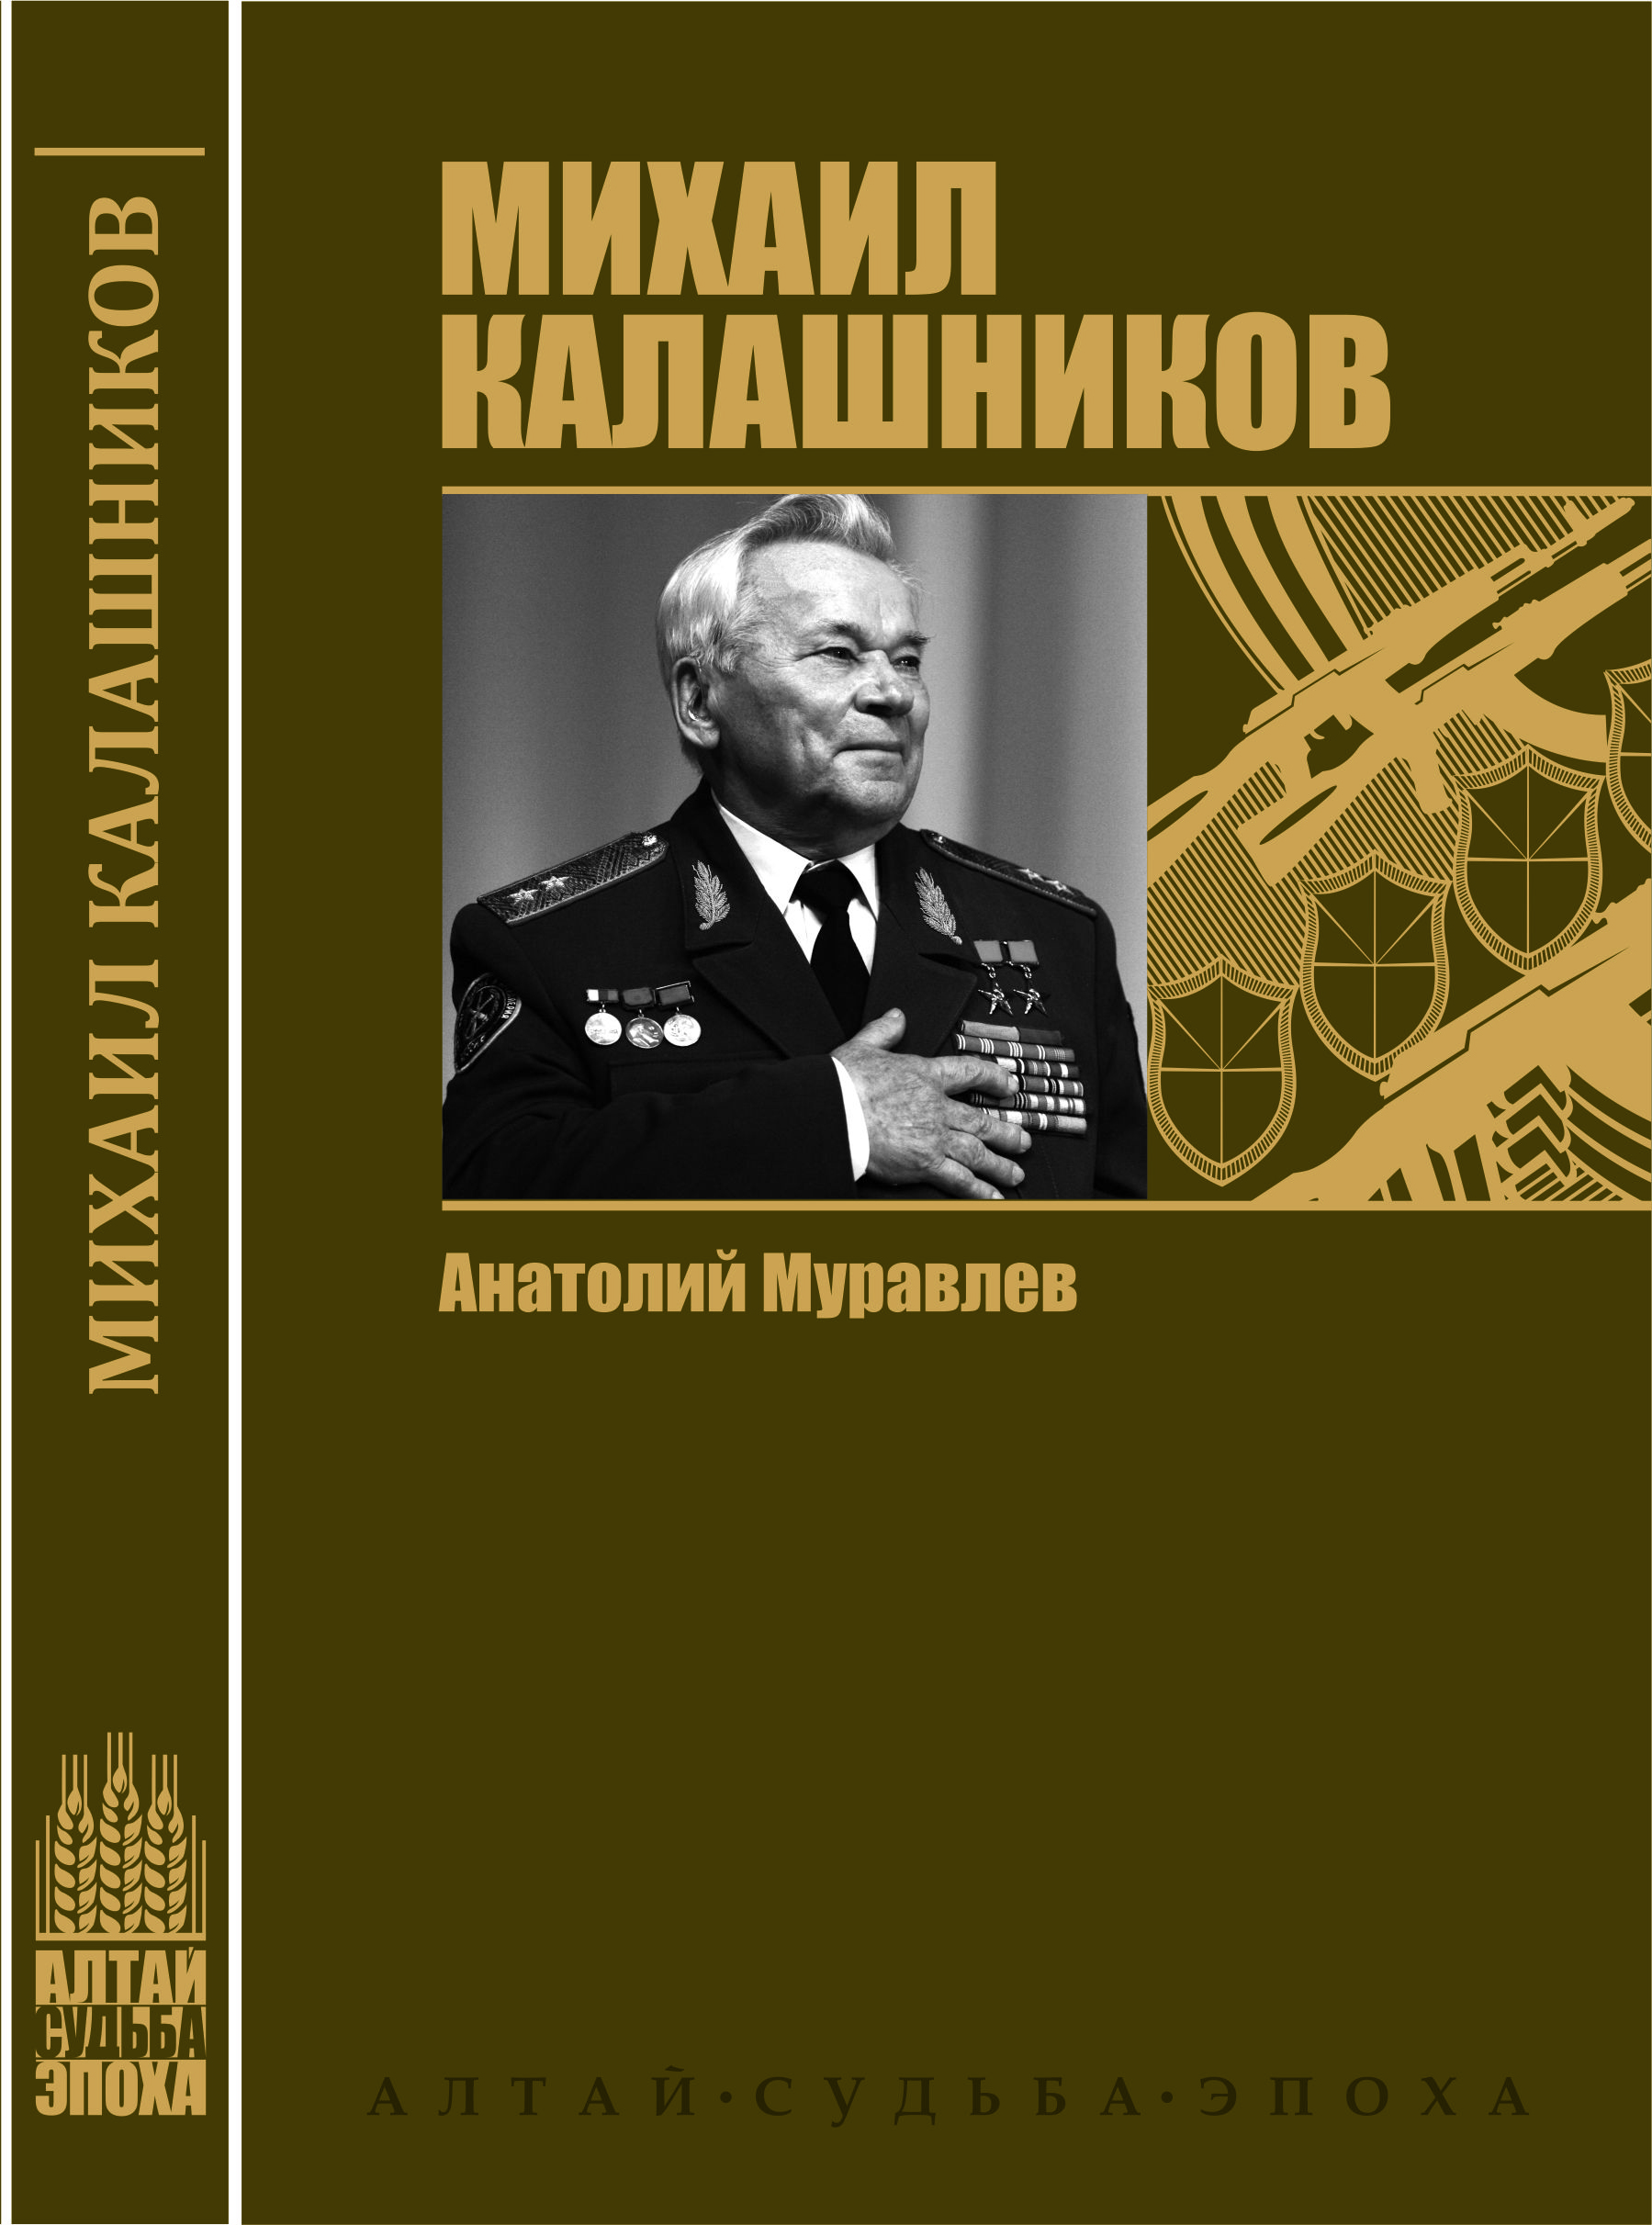 МИХАИЛ КАЛАШНИКОВ
АЛТАЙ
СУДЬБА
ЭПОХА
МИХАИЛ
КАЛАШНИКОВ
Анатолий Муравлев
АЛТАЙ•СУДЬБА•ЭПОХА